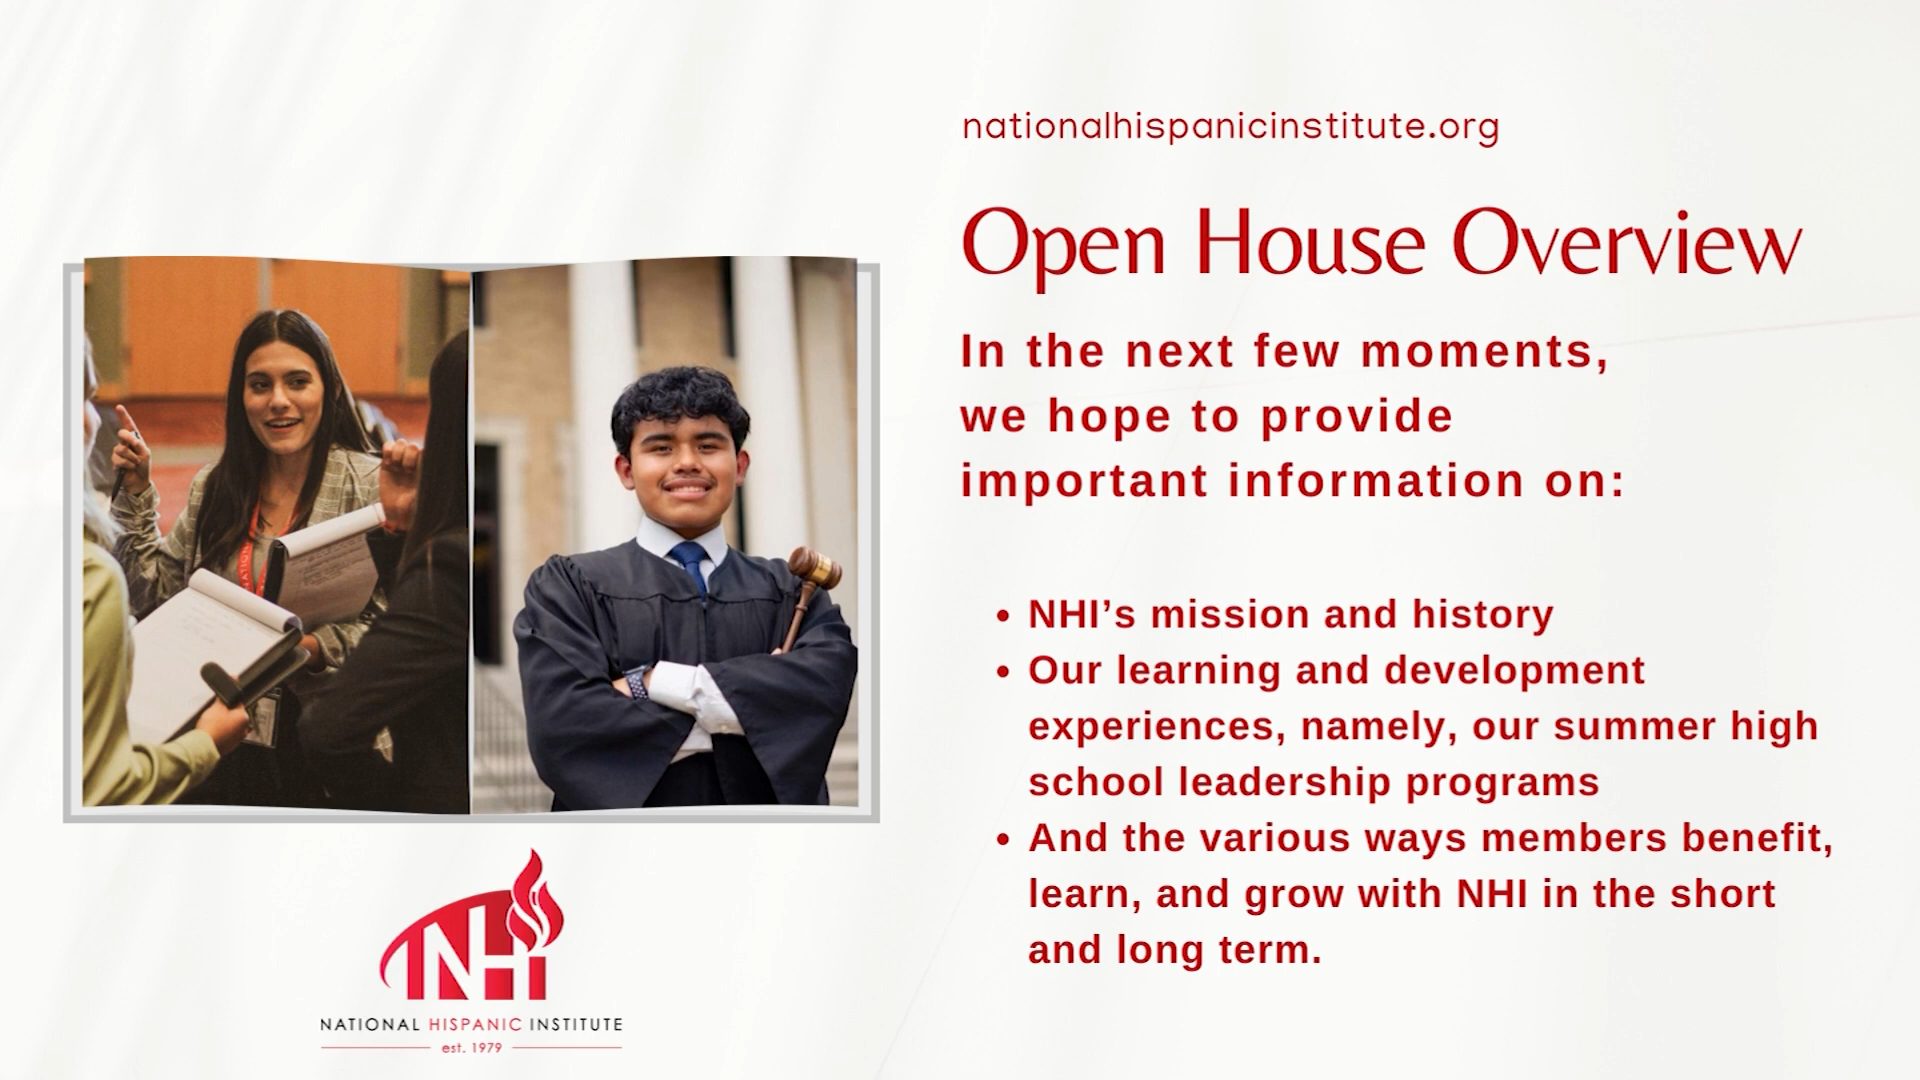 nationalhispanicinstitute.org
Open House Overview
In the next few moments,
we hope to provide
important information on:
• NHI’s mission and history
• Our learning and development
experiences, namely, our summer high
school leadership programs
• And the various ways members benefit,
learn, and grow with NHI in the short
and long term.
NHI
NATIONAL HISPANIC INSTITUTE
est. 1979